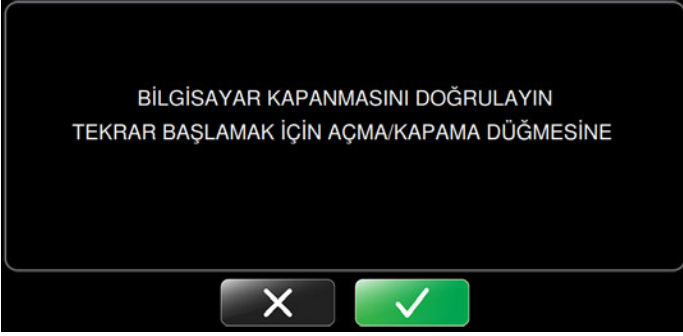 BİLGİSAYAR KAPANMASINI DOĞRULAYIN
TEKRAR BAŞLAMAK İÇİN AÇMA/KAPAMA DÜĞMESİNE